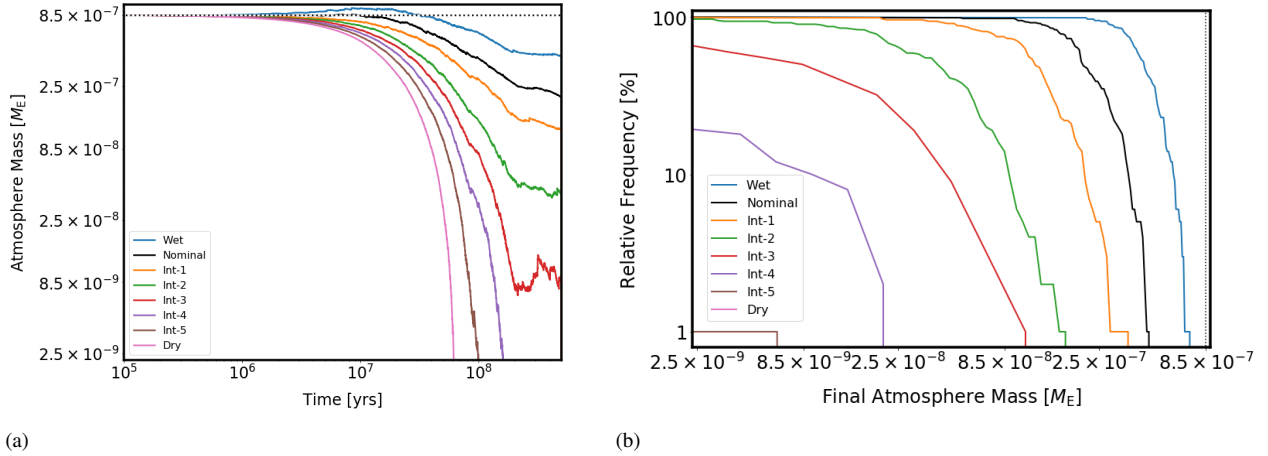 8.5 × 10⁻⁷
2.5 × 10⁻⁷
8.5 × 10⁻⁸
2.5 × 10⁻⁸
8.5 × 10⁻⁹
2.5 × 10⁻⁹
Atmosphere Mass [M_E]
Wet
Nominal
Int-1
Int-2
Int-3
Int-4
Int-5
Dry
10⁵
10⁶
10⁷
10⁸
Time [yrs]
(a)
100
10
1
Relative Frequency [%]
Wet
Nominal
Int-1
Int-2
Int-3
Int-4
Int-5
Dry
2.5 × 10⁻⁹
8.5 × 10⁻⁹
2.5 × 10⁻⁸
8.5 × 10⁻⁸
2.5 × 10⁻⁷
8.5 × 10⁻⁷
Final Atmosphere Mass [M_E]
(b)